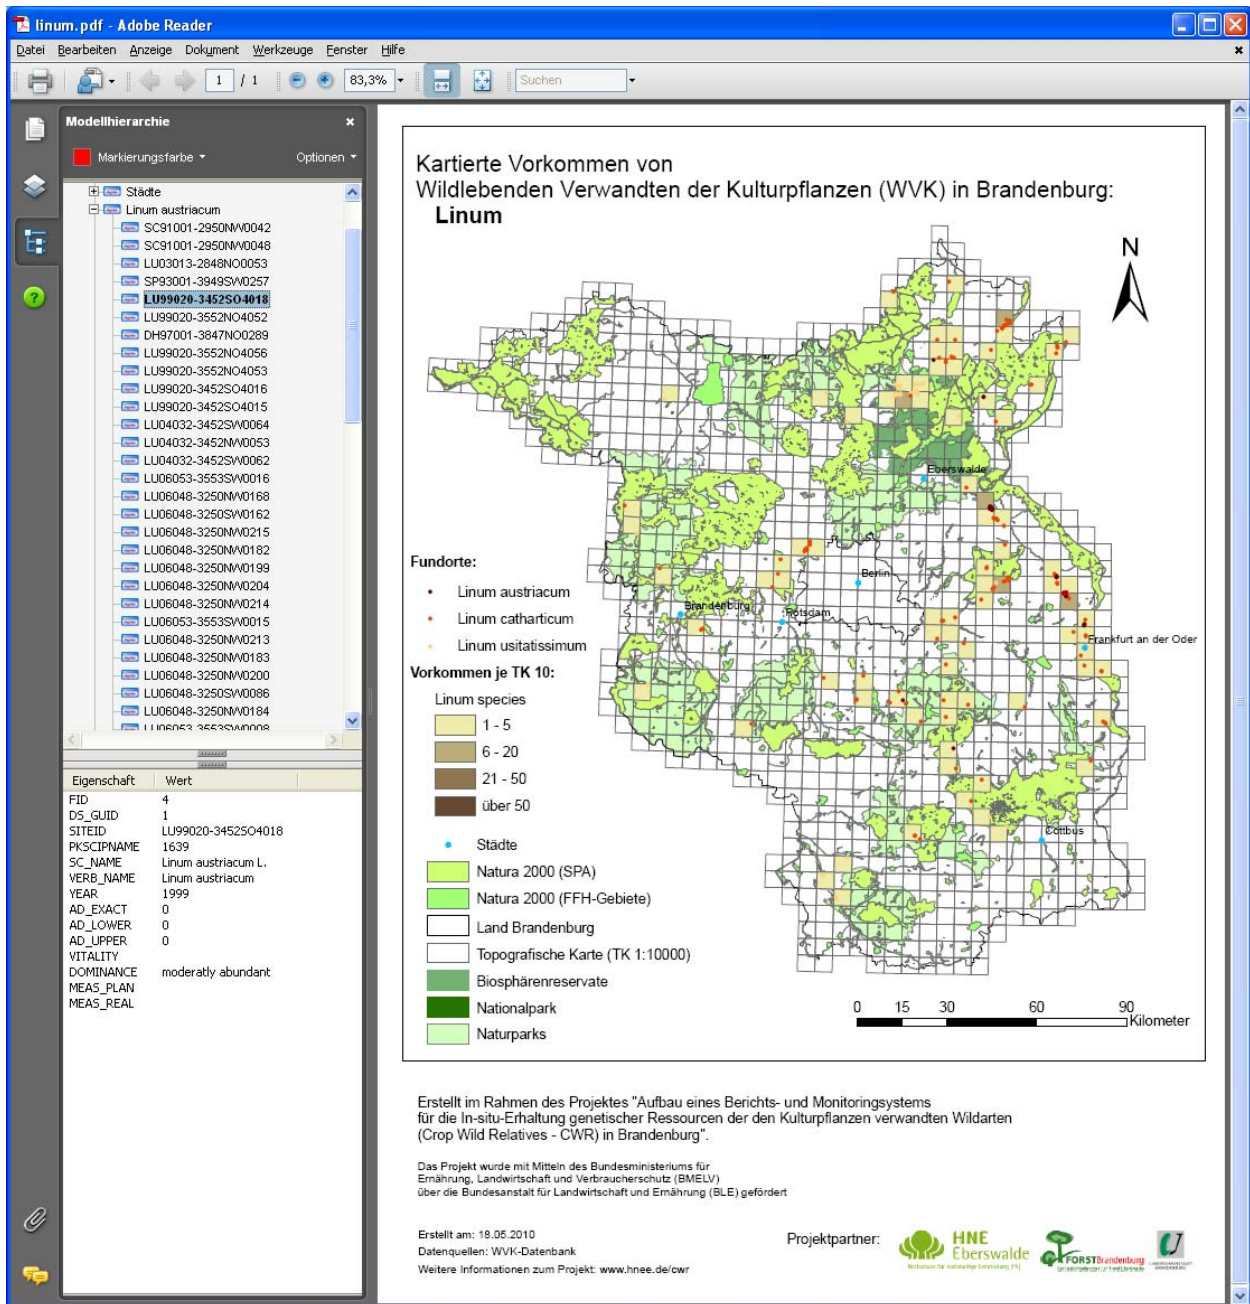 linum.pdf - Adobe Reader
Datei Bearbeiten Anzeige Dokument Werkzeuge Fenster Hilfe
1 / 1 83,3% Suchen
Modellhierarchie
Markierungsfarbe Optionen
Städte
Linum austriacum
SC91001-2950NW0042
SC91001-2950NW0048
LU03013-2848NO0053
SP93001-3949SW0257
LU99020-3452SO4018
LU99020-3552NO4052
DH97001-3847NO0289
LU99020-3552NO4056
LU99020-3552NO4053
LU99020-3452SO4016
LU99020-3452SO4015
LU04032-3452SW0064
LU04032-3452NW0053
LU04032-3452SW0062
LU06053-3553SW0016
LU06048-3250NW0168
LU06048-3250SW0162
LU06048-3250NW0215
LU06048-3250NW0182
LU06048-3250NW0199
LU06048-3250NW0204
LU06048-3250NW0214
LU06053-3553SW0015
LU06048-3250NW0213
LU06048-3250NW0183
LU06048-3250NW0200
LU06048-3250SW0086
LU06048-3250NW0184
LU06053-3553SW0008
Eigenschaft Wert
FID 4
DS_GUID 1
SITEID LU99020-3452SO4018
PKSCIPNAME 1639
SC_NAME Linum austriacum L.
VERB_NAME Linum austriacum
YEAR 1999
AD_EXACT 0
AD_LOWER 0
AD_UPPER 0
VITALITY
DOMINANCE moderatly abundant
MEAS_PLAN
MEAS_REAL
Kartierte Vorkommen von
Wildlebenden Verwandten der Kulturpflanzen (WVK) in Brandenburg:
Linum
N
Eberswalde
Berlin
Brandenburg
Potsdam
Frankfurt an der Oder
Cottbus
Fundorte:
Linum austriacum
Linum catharticum
Linum usitatissimum
Vorkommen je TK 10:
Linum species
1 - 5
6 - 20
21 - 50
über 50
Städte
Natura 2000 (SPA)
Natura 2000 (FFH-Gebiete)
Land Brandenburg
Topografische Karte (TK 1:10000)
Biosphärenreservate
Nationalpark
Naturparks
0 15 30 60 90
Kilometer
Erstellt im Rahmen des Projektes "Aufbau eines Berichts- und Monitoringsystems
für die In-situ-Erhaltung genetischer Ressourcen der den Kulturpflanzen verwandten Wildarten
(Crop Wild Relatives - CWR) in Brandenburg".
Das Projekt wurde mit Mitteln des Bundesministeriums für
Ernährung, Landwirtschaft und Verbraucherschutz (BMELV)
über die Bundesanstalt für Landwirtschaft und Ernährung (BLE) gefördert
Erstellt am: 18.05.2010
Datenquellen: WVK-Datenbank
Weitere Informationen zum Projekt: www.hnee.de/cwr
Projektpartner:
HNE
Eberswalde
Hochschule für nachhaltige Entwicklung (FH)
FORSTBrandenburg